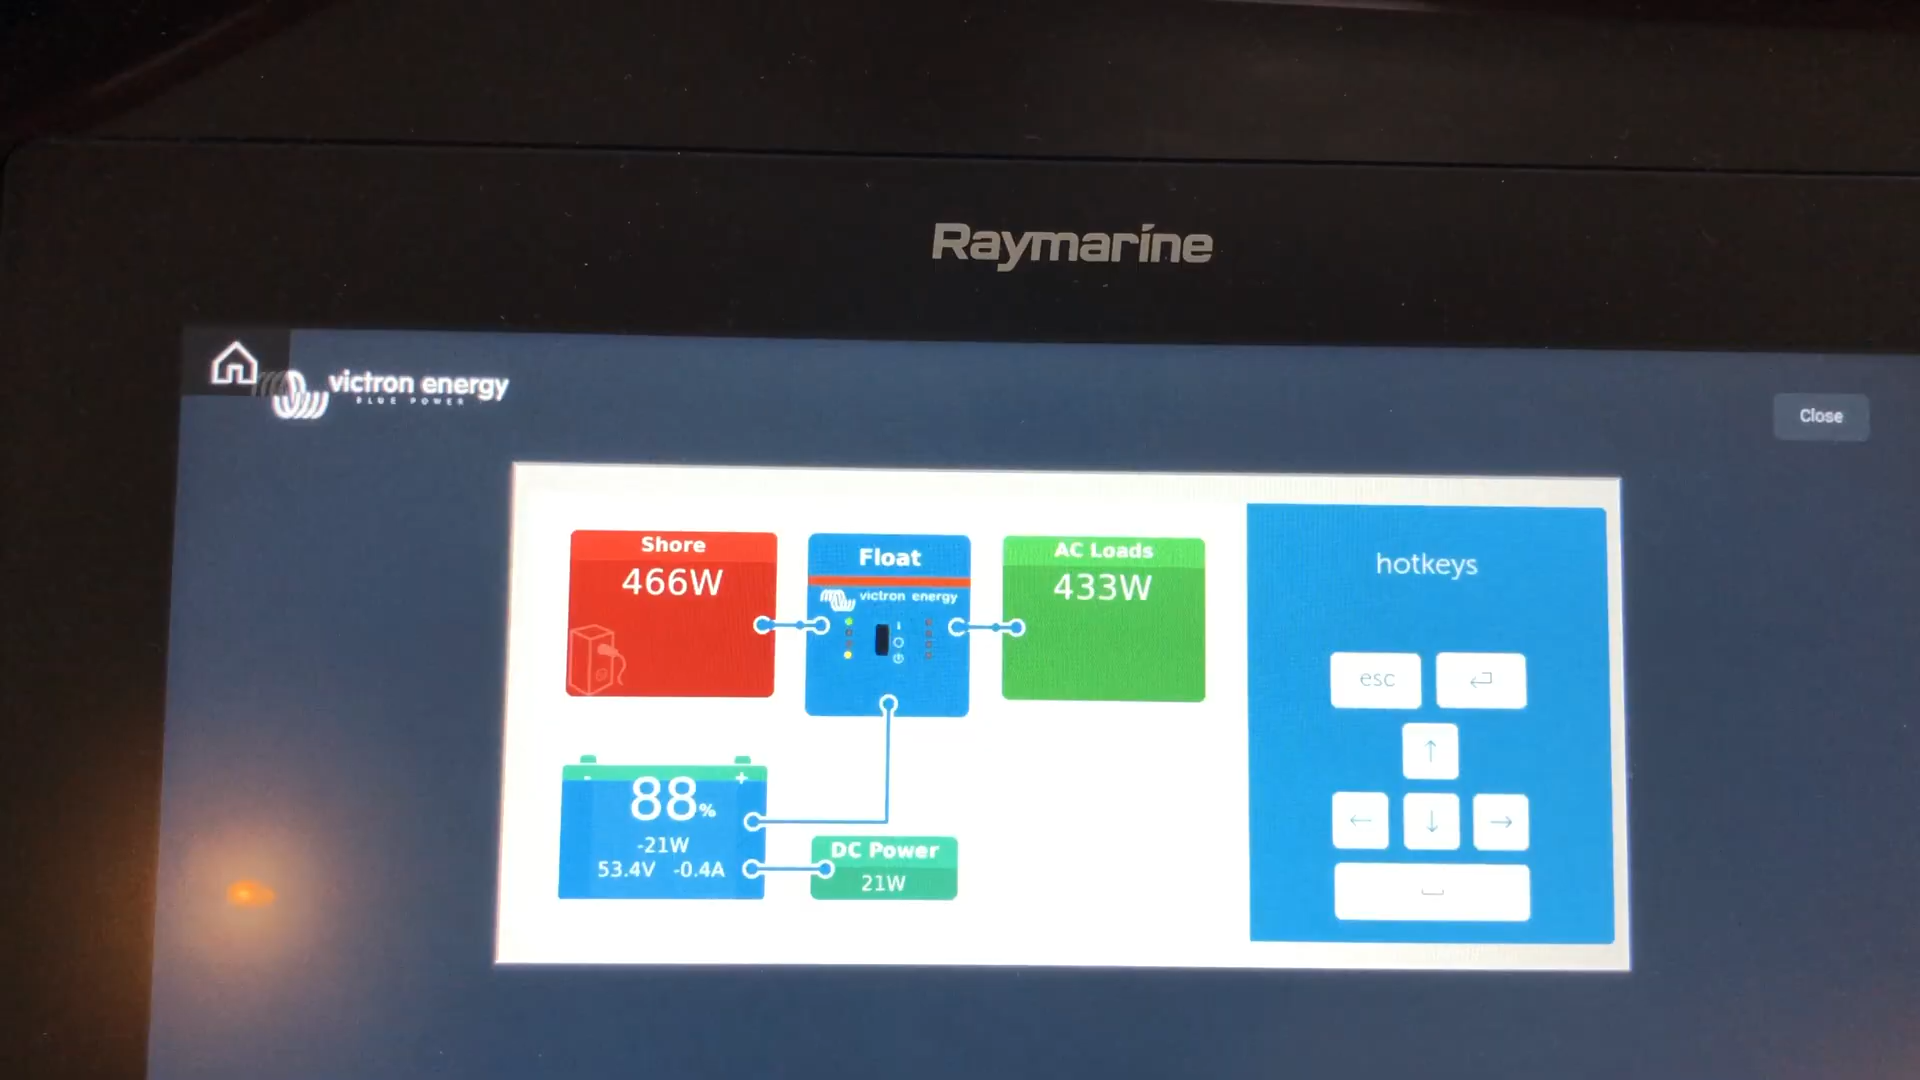 Raymarine
victron energy
BLUE POWER
Close
Shore
466W
Float
victron energy
AC Loads
433W
hotkeys
esc
88%
-21W
53.4V -0.4A
DC Power
21W